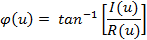 φ(u) = tan⁻¹ [I(u)/R(u)]